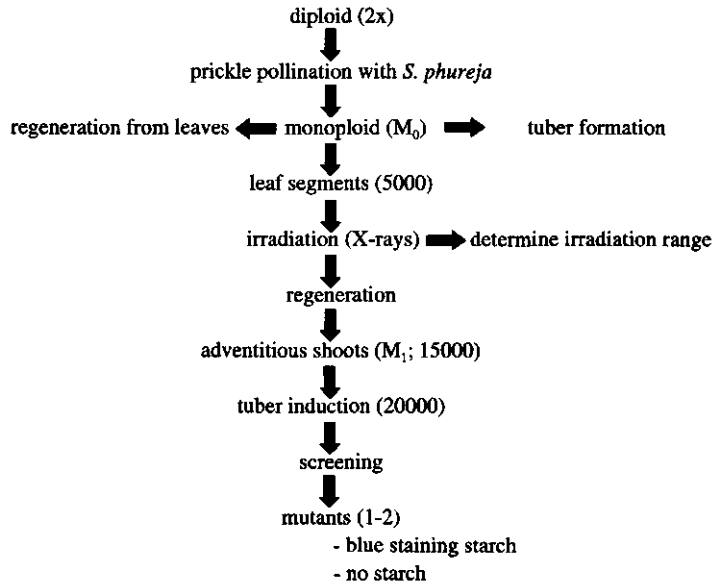 diploid (2x)
prickle pollination with S. phureja
regeneration from leaves monoploid (M₀) tuber formation
leaf segments (5000)
irradiation (X-rays) determine irradiation range
regeneration
adventitious shoots (M₁; 15000)
tuber induction (20000)
screening
mutants (1-2)
- blue staining starch
- no starch